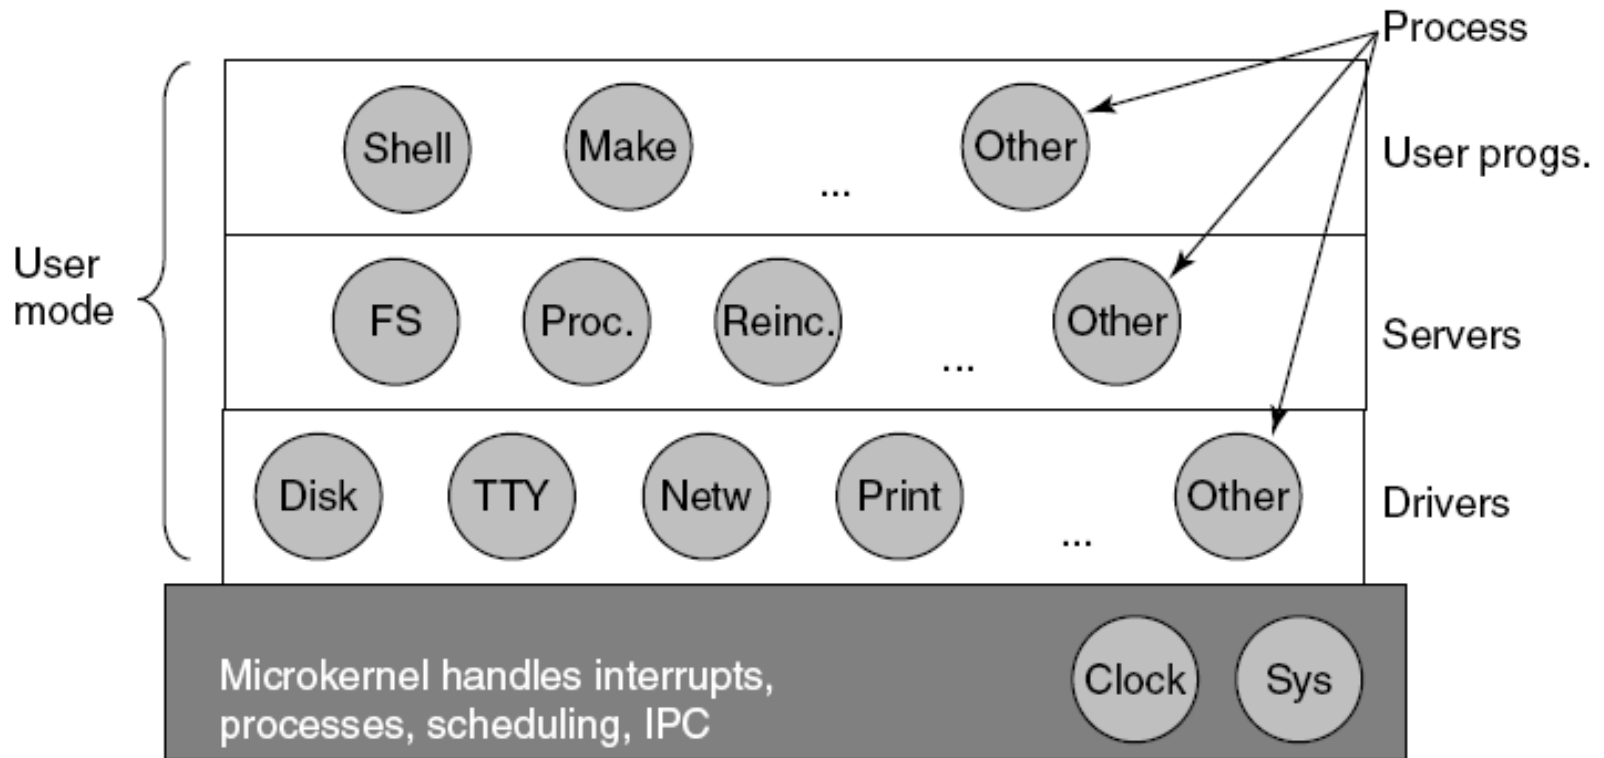 Process
Shell
Make
...
Other
User progs.
User
mode
FS
Proc.
Reinc.
...
Other
Servers
Disk
TTY
Netw
Print
...
Other
Drivers
Microkernel handles interrupts,
processes, scheduling, IPC
Clock
Sys